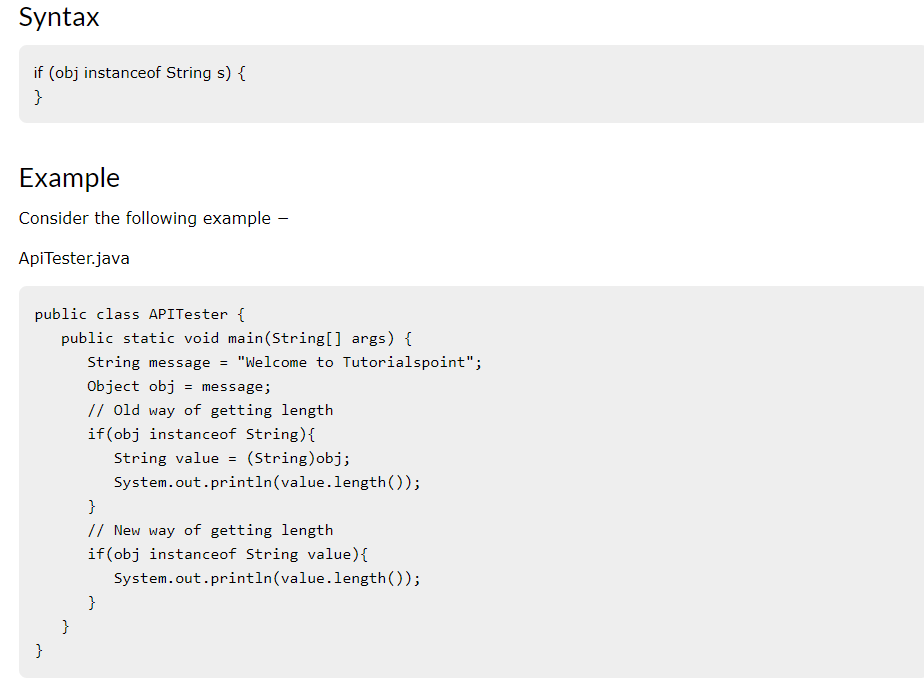 Syntax
if (obj instanceof String s) {
}
Example
Consider the following example −
ApiTester.java
public class APITester {
   public static void main(String[] args) {
      String message = "Welcome to Tutorialspoint";
      Object obj = message;
      // Old way of getting length
      if(obj instanceof String){
         String value = (String)obj;
         System.out.println(value.length());
      }
      // New way of getting length
      if(obj instanceof String value){
         System.out.println(value.length());
      }
   }
}